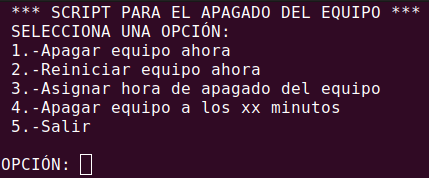 *** SCRIPT PARA EL APAGADO DEL EQUIPO ***
SELECCIONA UNA OPCIÓN:
1.-Apagar equipo ahora
2.-Reiniciar equipo ahora
3.-Asignar hora de apagado del equipo
4.-Apagar equipo a los xx minutos
5.-Salir
OPCIÓN: